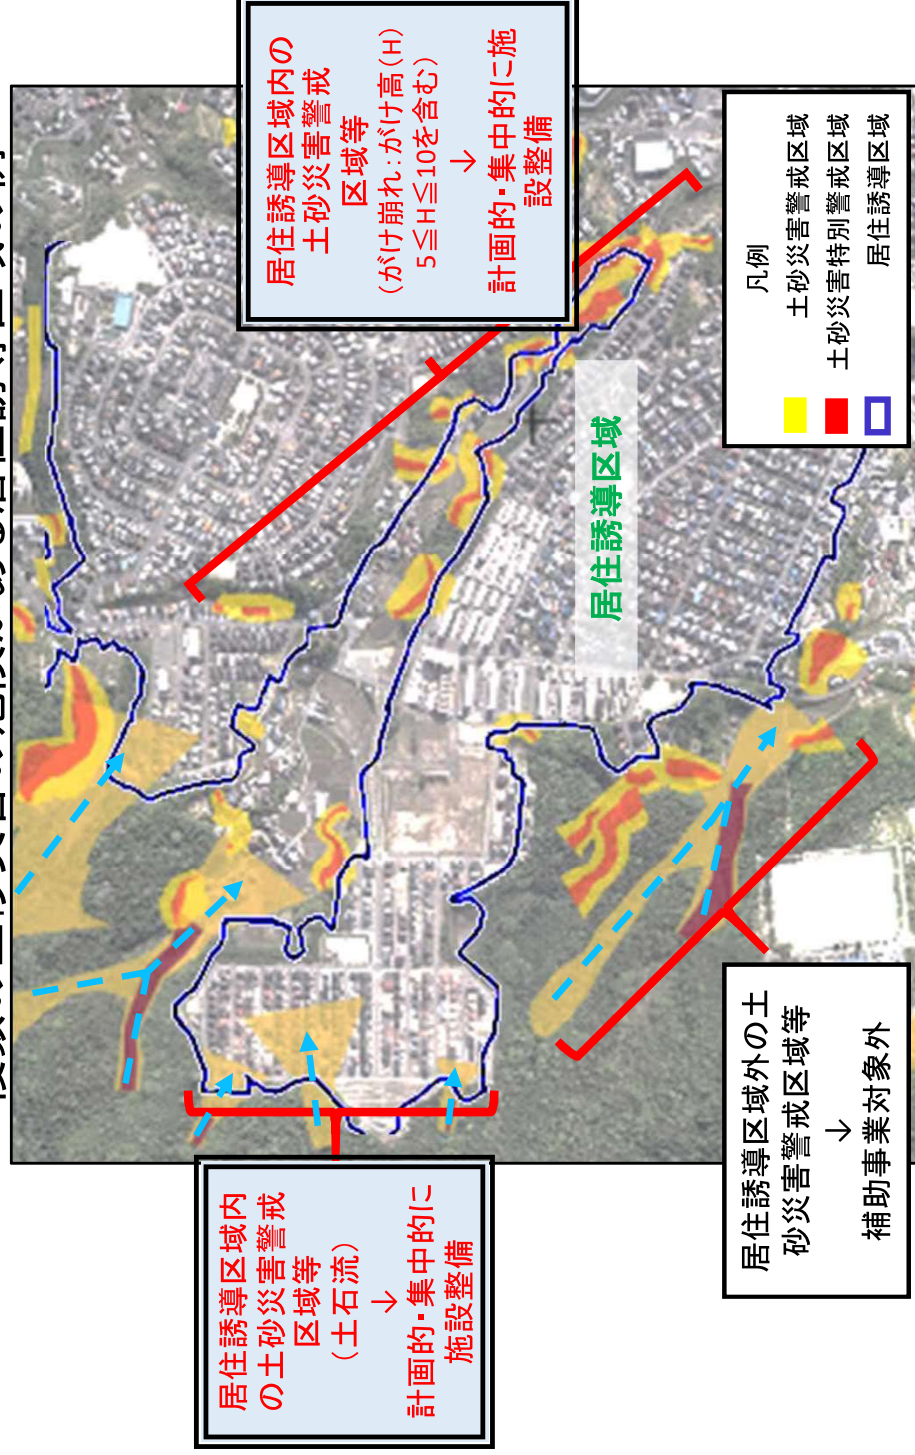 居住誘導区域内
の土砂災害警戒
区域等
(土石流)
↓
計画的・集中的に
施設整備
居住誘導区域内の
土砂災害警戒
区域等
(がけ崩れ:がけ高(H)
5≦H≦10を含む)
↓
計画的・集中的に施
設整備
居住誘導区域
居住誘導区域外の土
砂災害警戒区域等
↓
補助事業対象外
凡例
土砂災害警戒区域
土砂災害特別警戒区域
居住誘導区域